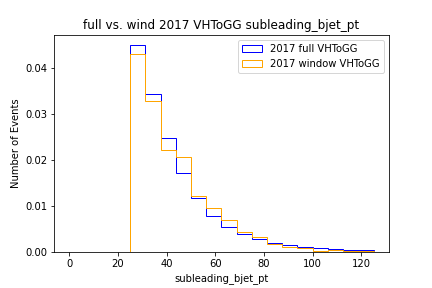 full vs. wind 2017 VHToGG subleading_bjet_pt
2017 full VHToGG
2017 window VHToGG
Number of Events
0.04
0.03
0.02
0.01
0.00
0 20 40 60 80 100 120
subleading_bjet_pt